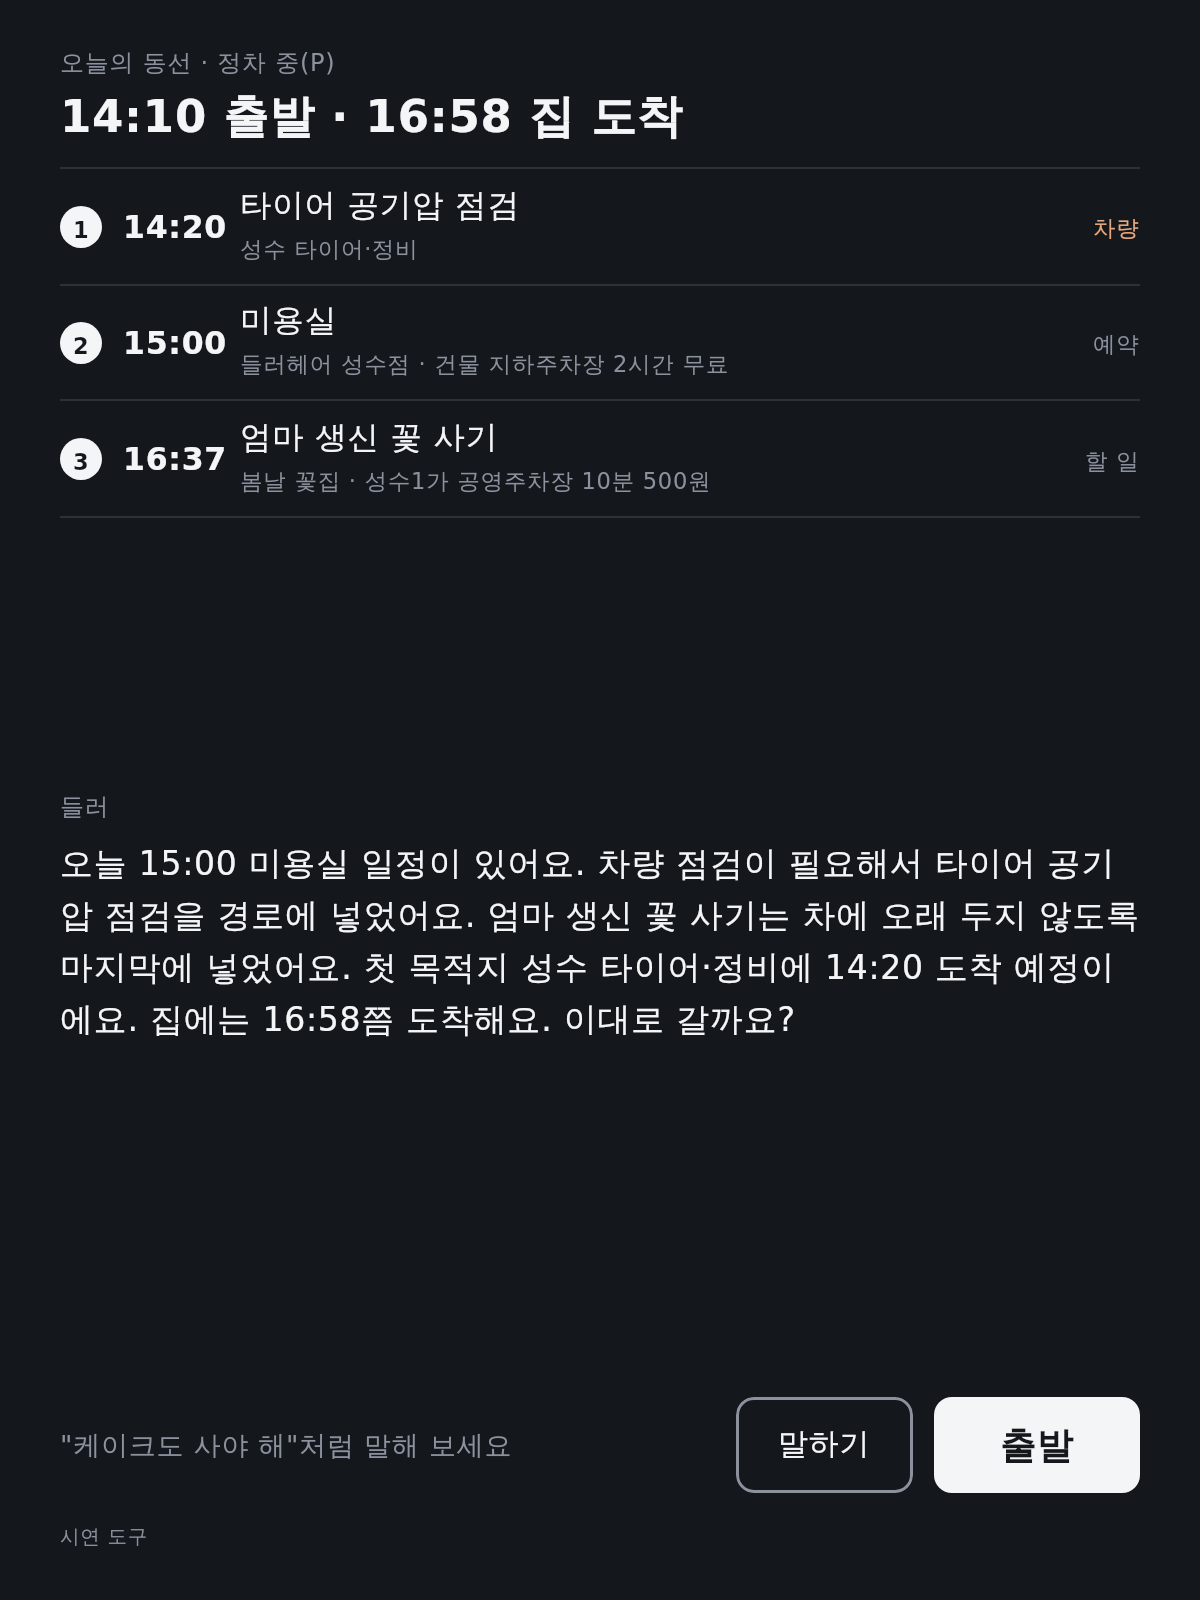 오늘의 동선 · 정차 중(P)
14:10 출발 · 16:58 집 도착
1 14:20 타이어 공기압 점검 차량
성수 타이어·정비
2 15:00 미용실 예약
들러헤어 성수점 · 건물 지하주차장 2시간 무료
3 16:37 엄마 생신 꽃 사기 할 일
봄날 꽃집 · 성수1가 공영주차장 10분 500원
들러
오늘 15:00 미용실 일정이 있어요. 차량 점검이 필요해서 타이어 공기
압 점검을 경로에 넣었어요. 엄마 생신 꽃 사기는 차에 오래 두지 않도록
마지막에 넣었어요. 첫 목적지 성수 타이어·정비에 14:20 도착 예정이
에요. 집에는 16:58쯤 도착해요. 이대로 갈까요?
"케이크도 사야 해"처럼 말해 보세요 말하기 출발
시연 도구